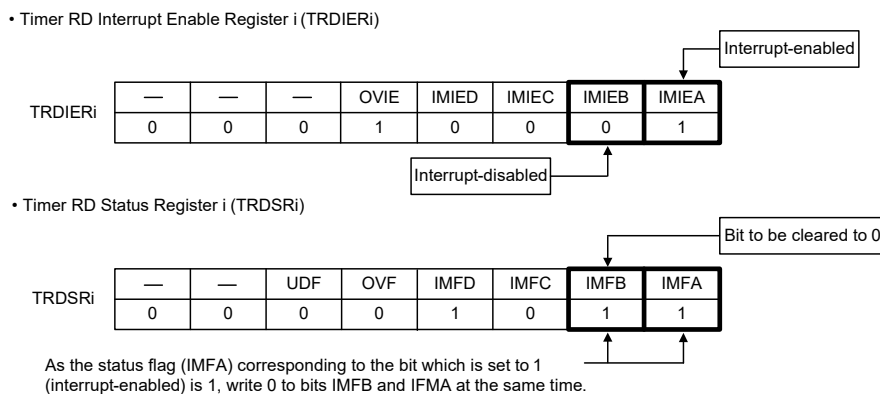 • Timer RD Interrupt Enable Register i (TRDIERi)
Interrupt-enabled
— — — OVIE IMIED IMIEC IMIEB IMIEA
TRDIERi
0 0 0 1 0 0 0 1
Interrupt-disabled
• Timer RD Status Register i (TRDSRi)
Bit to be cleared to 0
— — UDF OVF IMFD IMFC IMFB IMFA
TRDSRi
0 0 0 0 1 0 1 1
As the status flag (IMFA) corresponding to the bit which is set to 1
(interrupt-enabled) is 1, write 0 to bits IMFB and IFMA at the same time.